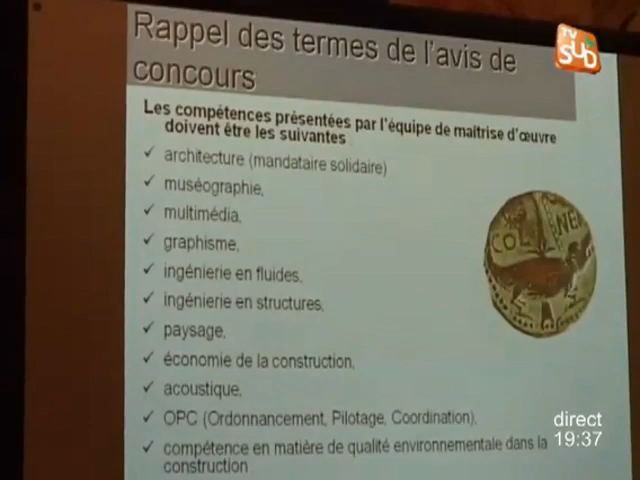 Rappel des termes de l'avis de
concours
Les compétences présentées par l'équipe de maîtrise d'œuvre
doivent être les suivantes
✓ architecture (mandataire solidaire)
✓ muséographie,
✓ multimédia,
✓ graphisme,
✓ ingénierie en fluides,
✓ ingénierie en structures,
✓ paysage,
✓ économie de la construction,
✓ acoustique,
✓ OPC (Ordonnancement, Pilotage, Coordination),
✓ compétence en matière de qualité environnementale dans la
construction
COL NE
TV
SUD
direct
19:37